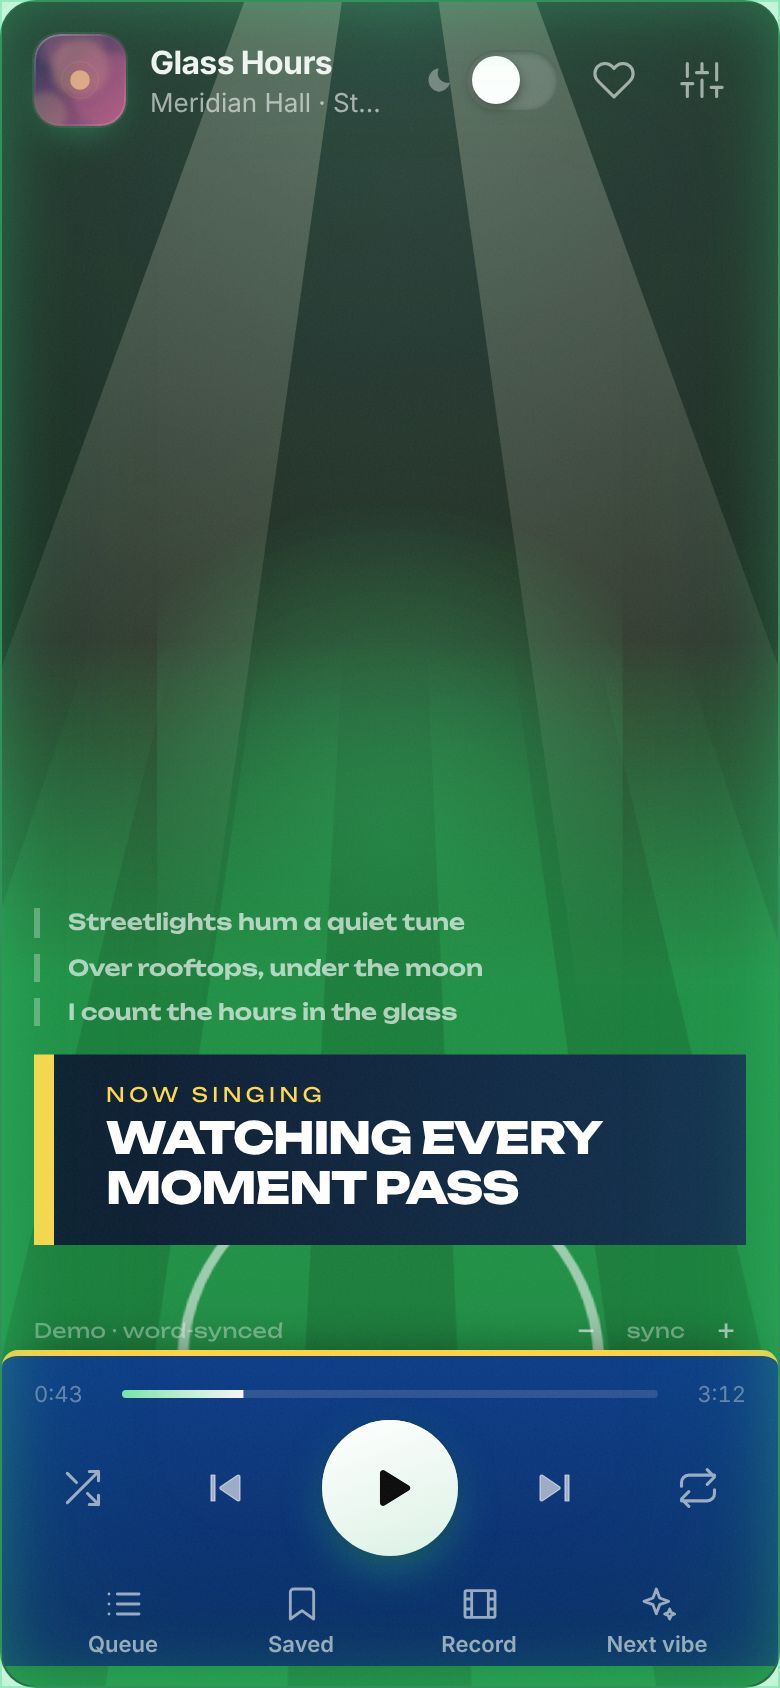 Glass Hours
Meridian Hall · St...
Streetlights hum a quiet tune
Over rooftops, under the moon
I count the hours in the glass
NOW SINGING
WATCHING EVERY
MOMENT PASS
Demo · word-synced
− sync +
0:43
3:12
Queue
Saved
Record
Next vibe